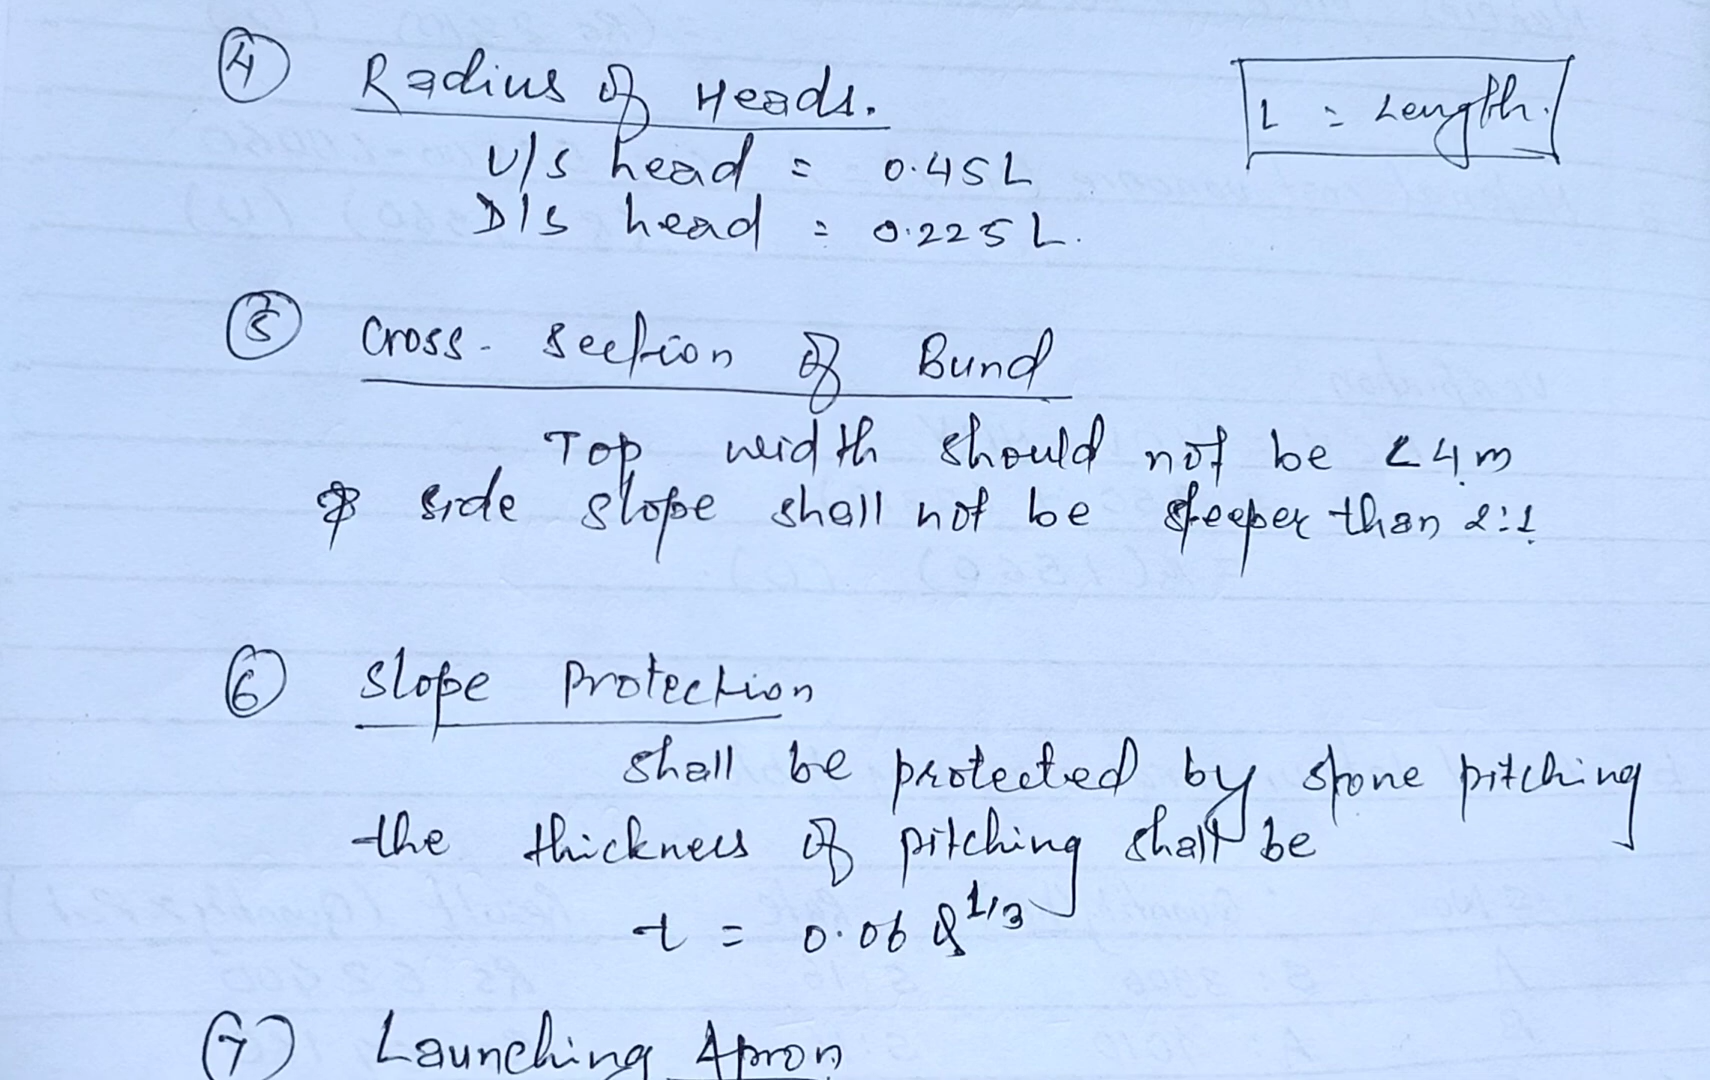 ④ Radius of Heads.
L = Length.
U/S head = 0.45L
D/S head = 0.225L.
⑤ Cross-section of Bund
Top width should not be < 4m
& side slope shall not be steeper than 2:1
⑥ Slope Protection
shall be protected by stone pitching
the thickness of pitching shall be
t = 0.06 Q^1/3
⑦ Launching Apron